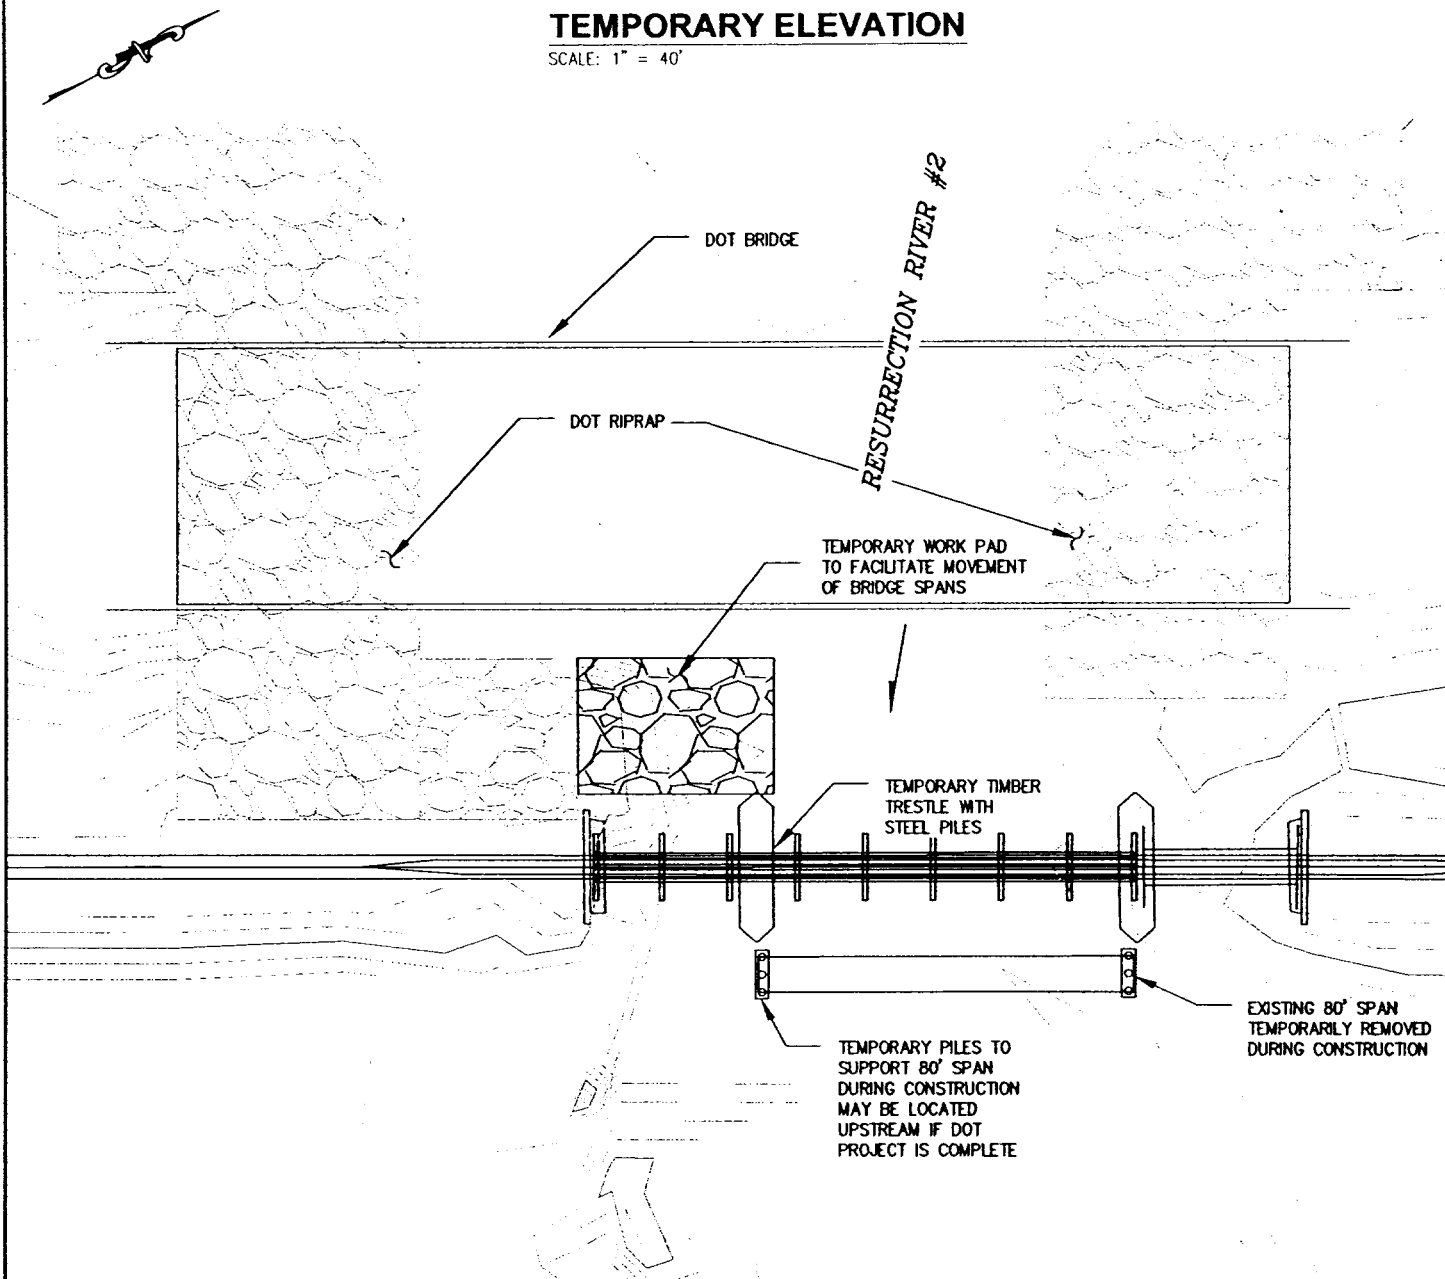 TEMPORARY ELEVATION
SCALE: 1" = 40'
DOT BRIDGE
RESURRECTION RIVER #2
DOT RIPRAP
TEMPORARY WORK PAD
TO FACILITATE MOVEMENT
OF BRIDGE SPANS
TEMPORARY TIMBER
TRESTLE WITH
STEEL PILES
EXISTING 80' SPAN
TEMPORARILY REMOVED
DURING CONSTRUCTION
TEMPORARY PILES TO
SUPPORT 80' SPAN
DURING CONSTRUCTION
MAY BE LOCATED
UPSTREAM IF DOT
PROJECT IS COMPLETE